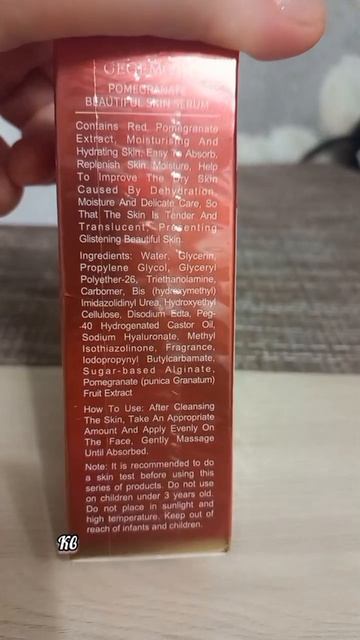 POMEGRANATE
BEAUTIFUL SKIN SERUM
Contains Red Pomegranate
Extract, Moisturising And
Hydrating Skin, Easy To Absorb,
Replenish Skin Moisture, Help
To Improve The Dry Skin
Caused By Dehydration,
Moisture And Delicate Care, So
That The Skin Is Tender And
Translucent, Presenting
Glistening Beautiful Skin.
Ingredients: Water, Glycerin,
Propylene Glycol, Glyceryl
Polyether-26, Triethanolamine,
Carbomer, Bis (hydroxymethyl)
Imidazolidinyl Urea, Hydroxyethyl
Cellulose, Disodium Edta, Peg-
40 Hydrogenated Castor Oil,
Sodium Hyaluronate, Methyl
Isothiazolinone, Fragrance,
Iodopropynyl Butylcarbamate,
Sugar-based Alginate,
Pomegranate (punica Granatum)
Fruit Extract
How To Use: After Cleansing
The Skin, Take An Appropriate
Amount And Apply Evenly On
The Face, Gently Massage
Until Absorbed.
Note: It is recommended to do
a skin test before using this
series of products. Do not use
on children under 3 years old.
Do not place in sunlight and
high temperature. Keep out of
reach of infants and children.